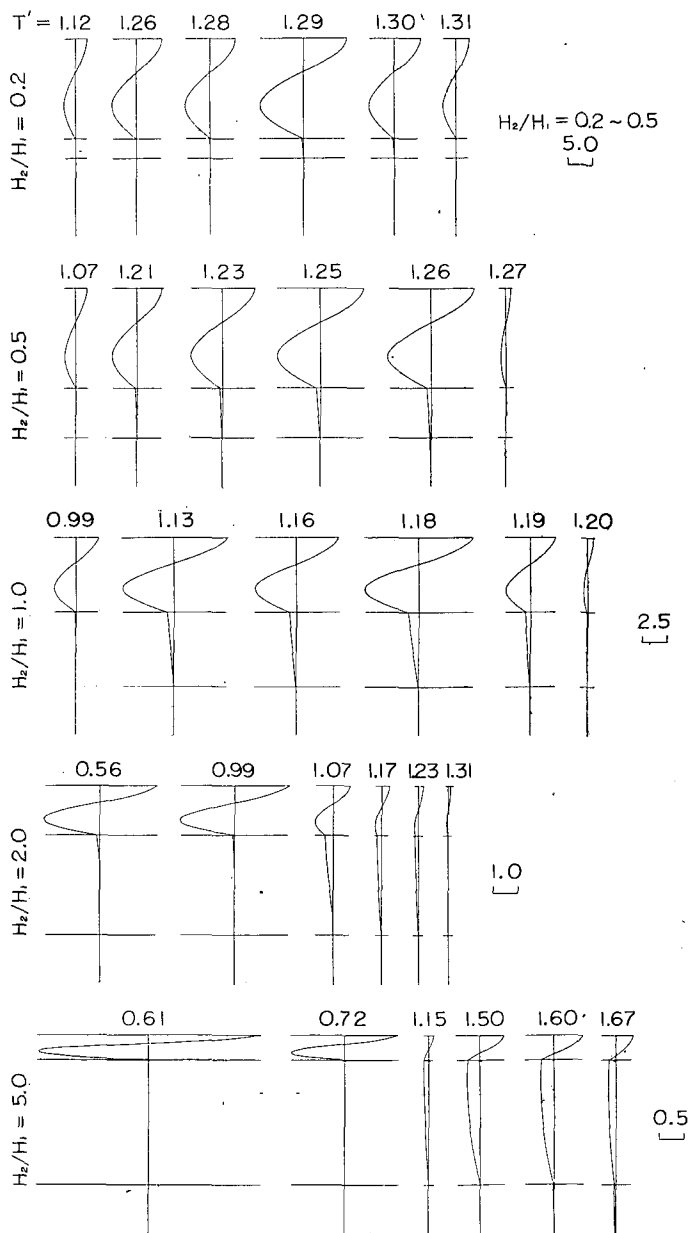 T' = 1.12 1.26 1.28 1.29 1.30 1.31
H₂/H₁ = 0.2
H₂/H₁ = 0.2 ~ 0.5
5.0
1.07 1.21 1.23 1.25 1.26 1.27
H₂/H₁ = 0.5
0.99 1.13 1.16 1.18 1.19 1.20
H₂/H₁ = 1.0
2.5
0.56 0.99 1.07 1.17 1.23 1.31
H₂/H₁ = 2.0
1.0
0.61 0.72 1.15 1.50 1.60 1.67
H₂/H₁ = 5.0
0.5